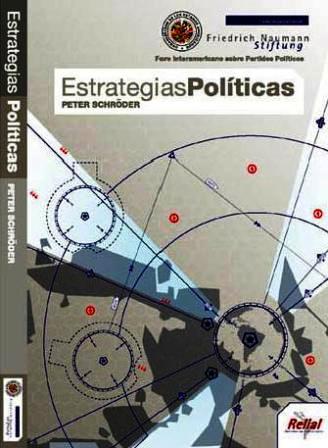 Estrategias Políticas
PETER SCHRÖDER
Friedrich Naumann
Stiftung
Foro Interamericano sobre Partidos Políticos
EstrategiasPolíticas
PETER SCHRÖDER
Relial